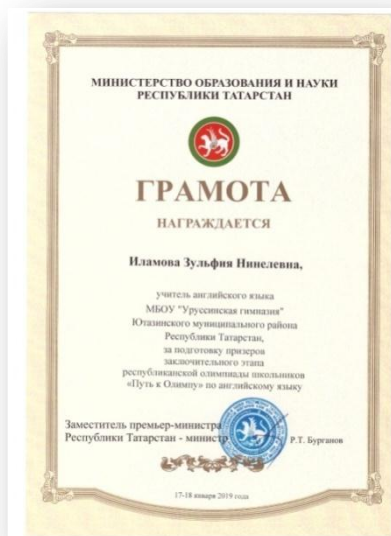 МИНИСТЕРСТВО ОБРАЗОВАНИЯ И НАУКИ
РЕСПУБЛИКИ ТАТАРСТАН
ГРАМОТА
НАГРАЖДАЕТСЯ
Иламова Зульфия Нинелевна,
учитель английского языка
МБОУ "Уруссинская гимназия"
Ютазинского муниципального района
Республики Татарстан,
за подготовку призеров
заключительного этапа
республиканской олимпиады школьников
«Путь к Олимпу» по английскому языку
Заместитель премьер-министра
Республики Татарстан - министр
Р.Т. Бурганов
17-18 января 2019 года